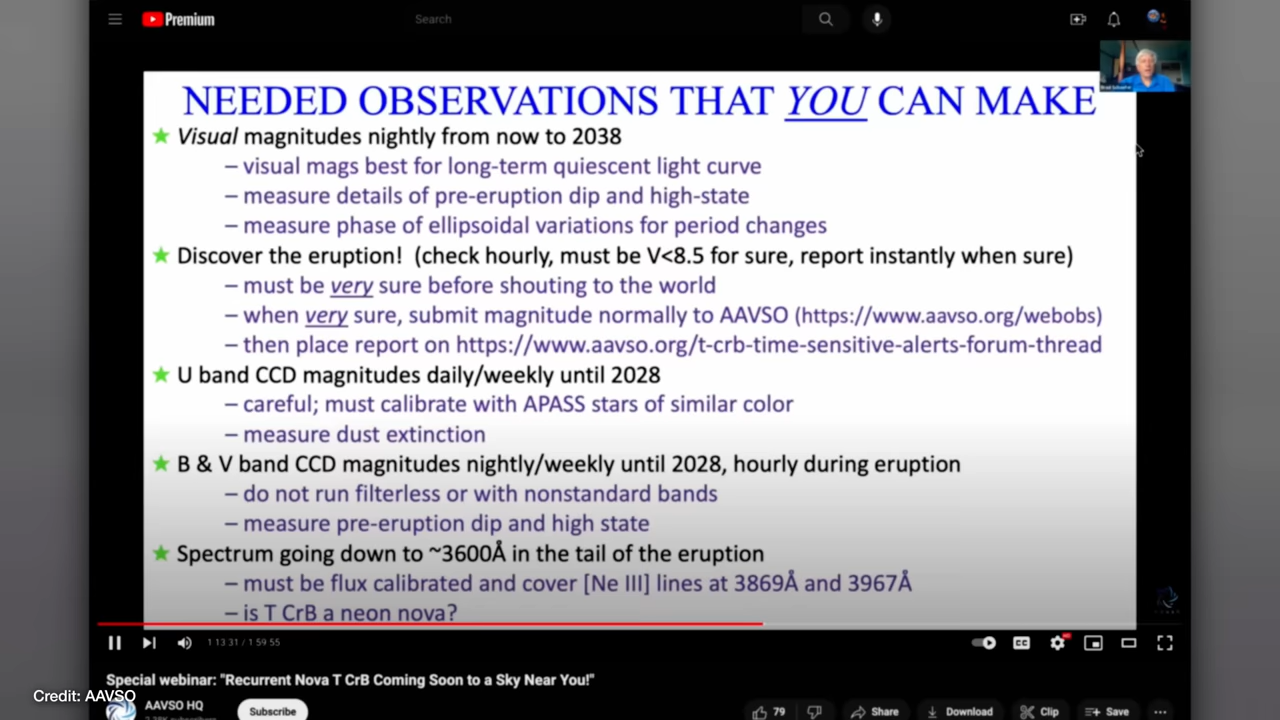 Premium
Search
NEEDED OBSERVATIONS THAT YOU CAN MAKE
Visual magnitudes nightly from now to 2038
– visual mags best for long-term quiescent light curve
– measure details of pre-eruption dip and high-state
– measure phase of ellipsoidal variations for period changes
Discover the eruption! (check hourly, must be V<8.5 for sure, report instantly when sure)
– must be very sure before shouting to the world
– when very sure, submit magnitude normally to AAVSO (https://www.aavso.org/webobs)
– then place report on https://www.aavso.org/t-crb-time-sensitive-alerts-forum-thread
U band CCD magnitudes daily/weekly until 2028
– careful; must calibrate with APASS stars of similar color
– measure dust extinction
B & V band CCD magnitudes nightly/weekly until 2028, hourly during eruption
– do not run filterless or with nonstandard bands
– measure pre-eruption dip and high state
Spectrum going down to ~3600Å in the tail of the eruption
– must be flux calibrated and cover [Ne III] lines at 3869Å and 3967Å
– is T CrB a neon nova?
1 13 31 / 1 59 55
CC
Special webinar: "Recurrent Nova T CrB Coming Soon to a Sky Near You!"
Credit: AAVSO
AAVSO HQ
Subscribe
79
Share
Download
Clip
Save